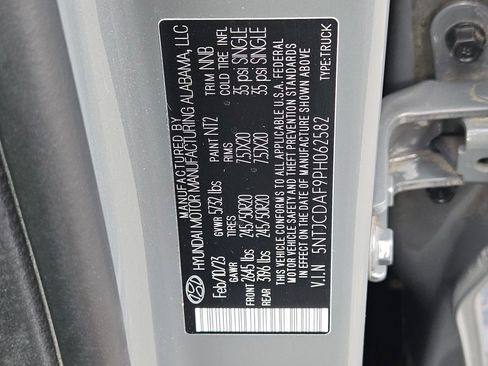 MANUFACTURED BY
HYUNDAI MOTOR MANUFACTURING ALABAMA, LLC
Feb/10/23 GVWR 5732 lbs PAINT NT2 TRIM NNB
GAWR TIRES RIMS COLD TIRE INFL
FRONT 2645 lbs 245/50R20 7.5JX20 35 psi SINGLE
REAR 3196 lbs 245/50R20 7.5JX20 35 psi SINGLE
THIS VEHICLE CONFORMS TO ALL APPLICABLE U.S.A. FEDERAL
MOTOR VEHICLE SAFETY AND THEFT PREVENTION STANDARDS
IN EFFECT ON THE DATE OF MANUFACTURE SHOWN ABOVE
V.I.N 5NTJCDAF9PH062582 TYPE:TRUCK